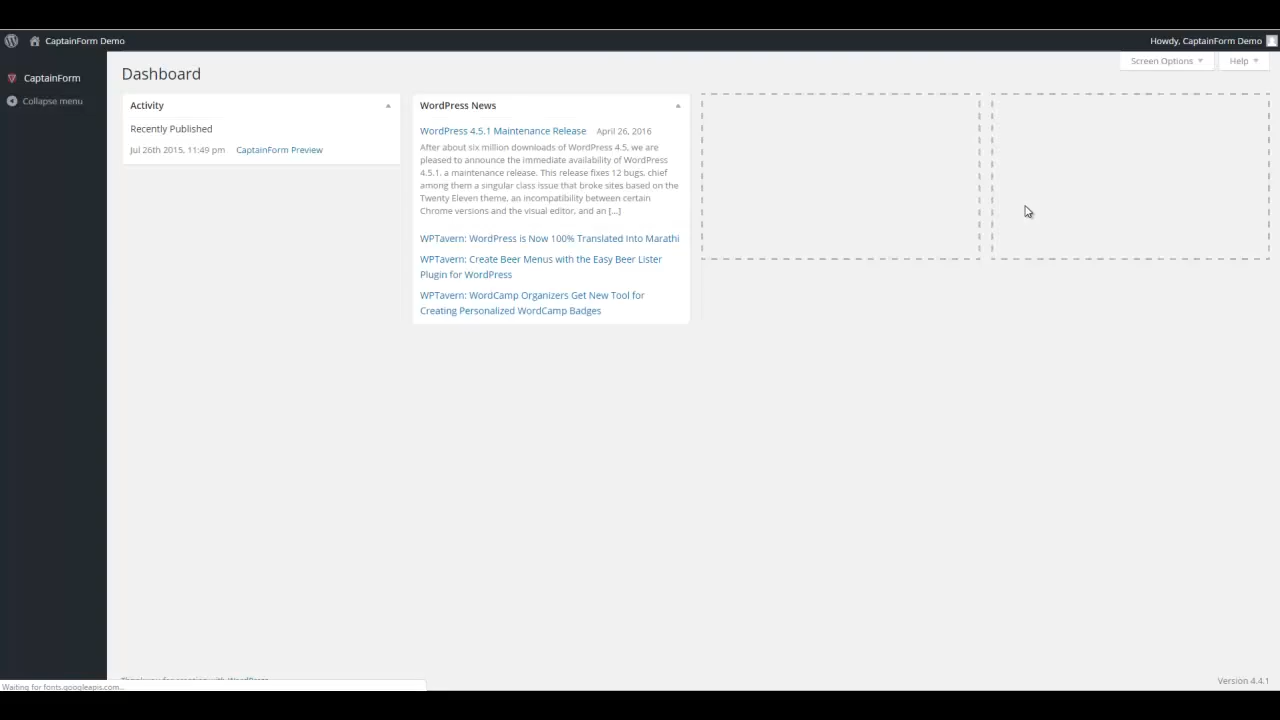 CaptainForm Demo
Howdy, CaptainForm Demo
CaptainForm
Collapse menu
Screen Options
Help
Dashboard
Activity
Recently Published
Jul 26th 2015, 11:49 pm CaptainForm Preview
WordPress News
WordPress 4.5.1 Maintenance Release April 26, 2016
After about six million downloads of WordPress 4.5, we are
pleased to announce the immediate availability of WordPress
4.5.1, a maintenance release. This release fixes 12 bugs, chief
among them a singular class issue that broke sites based on the
Twenty Eleven theme, an incompatibility between certain
Chrome versions and the visual editor, and an [...]
WPTavern: WordPress is Now 100% Translated Into Marathi
WPTavern: Create Beer Menus with the Easy Beer Lister
Plugin for WordPress
WPTavern: WordCamp Organizers Get New Tool for
Creating Personalized WordCamp Badges
Thank you for creating with WordPress
Waiting for fonts.googleapis.com...
Version 4.4.1